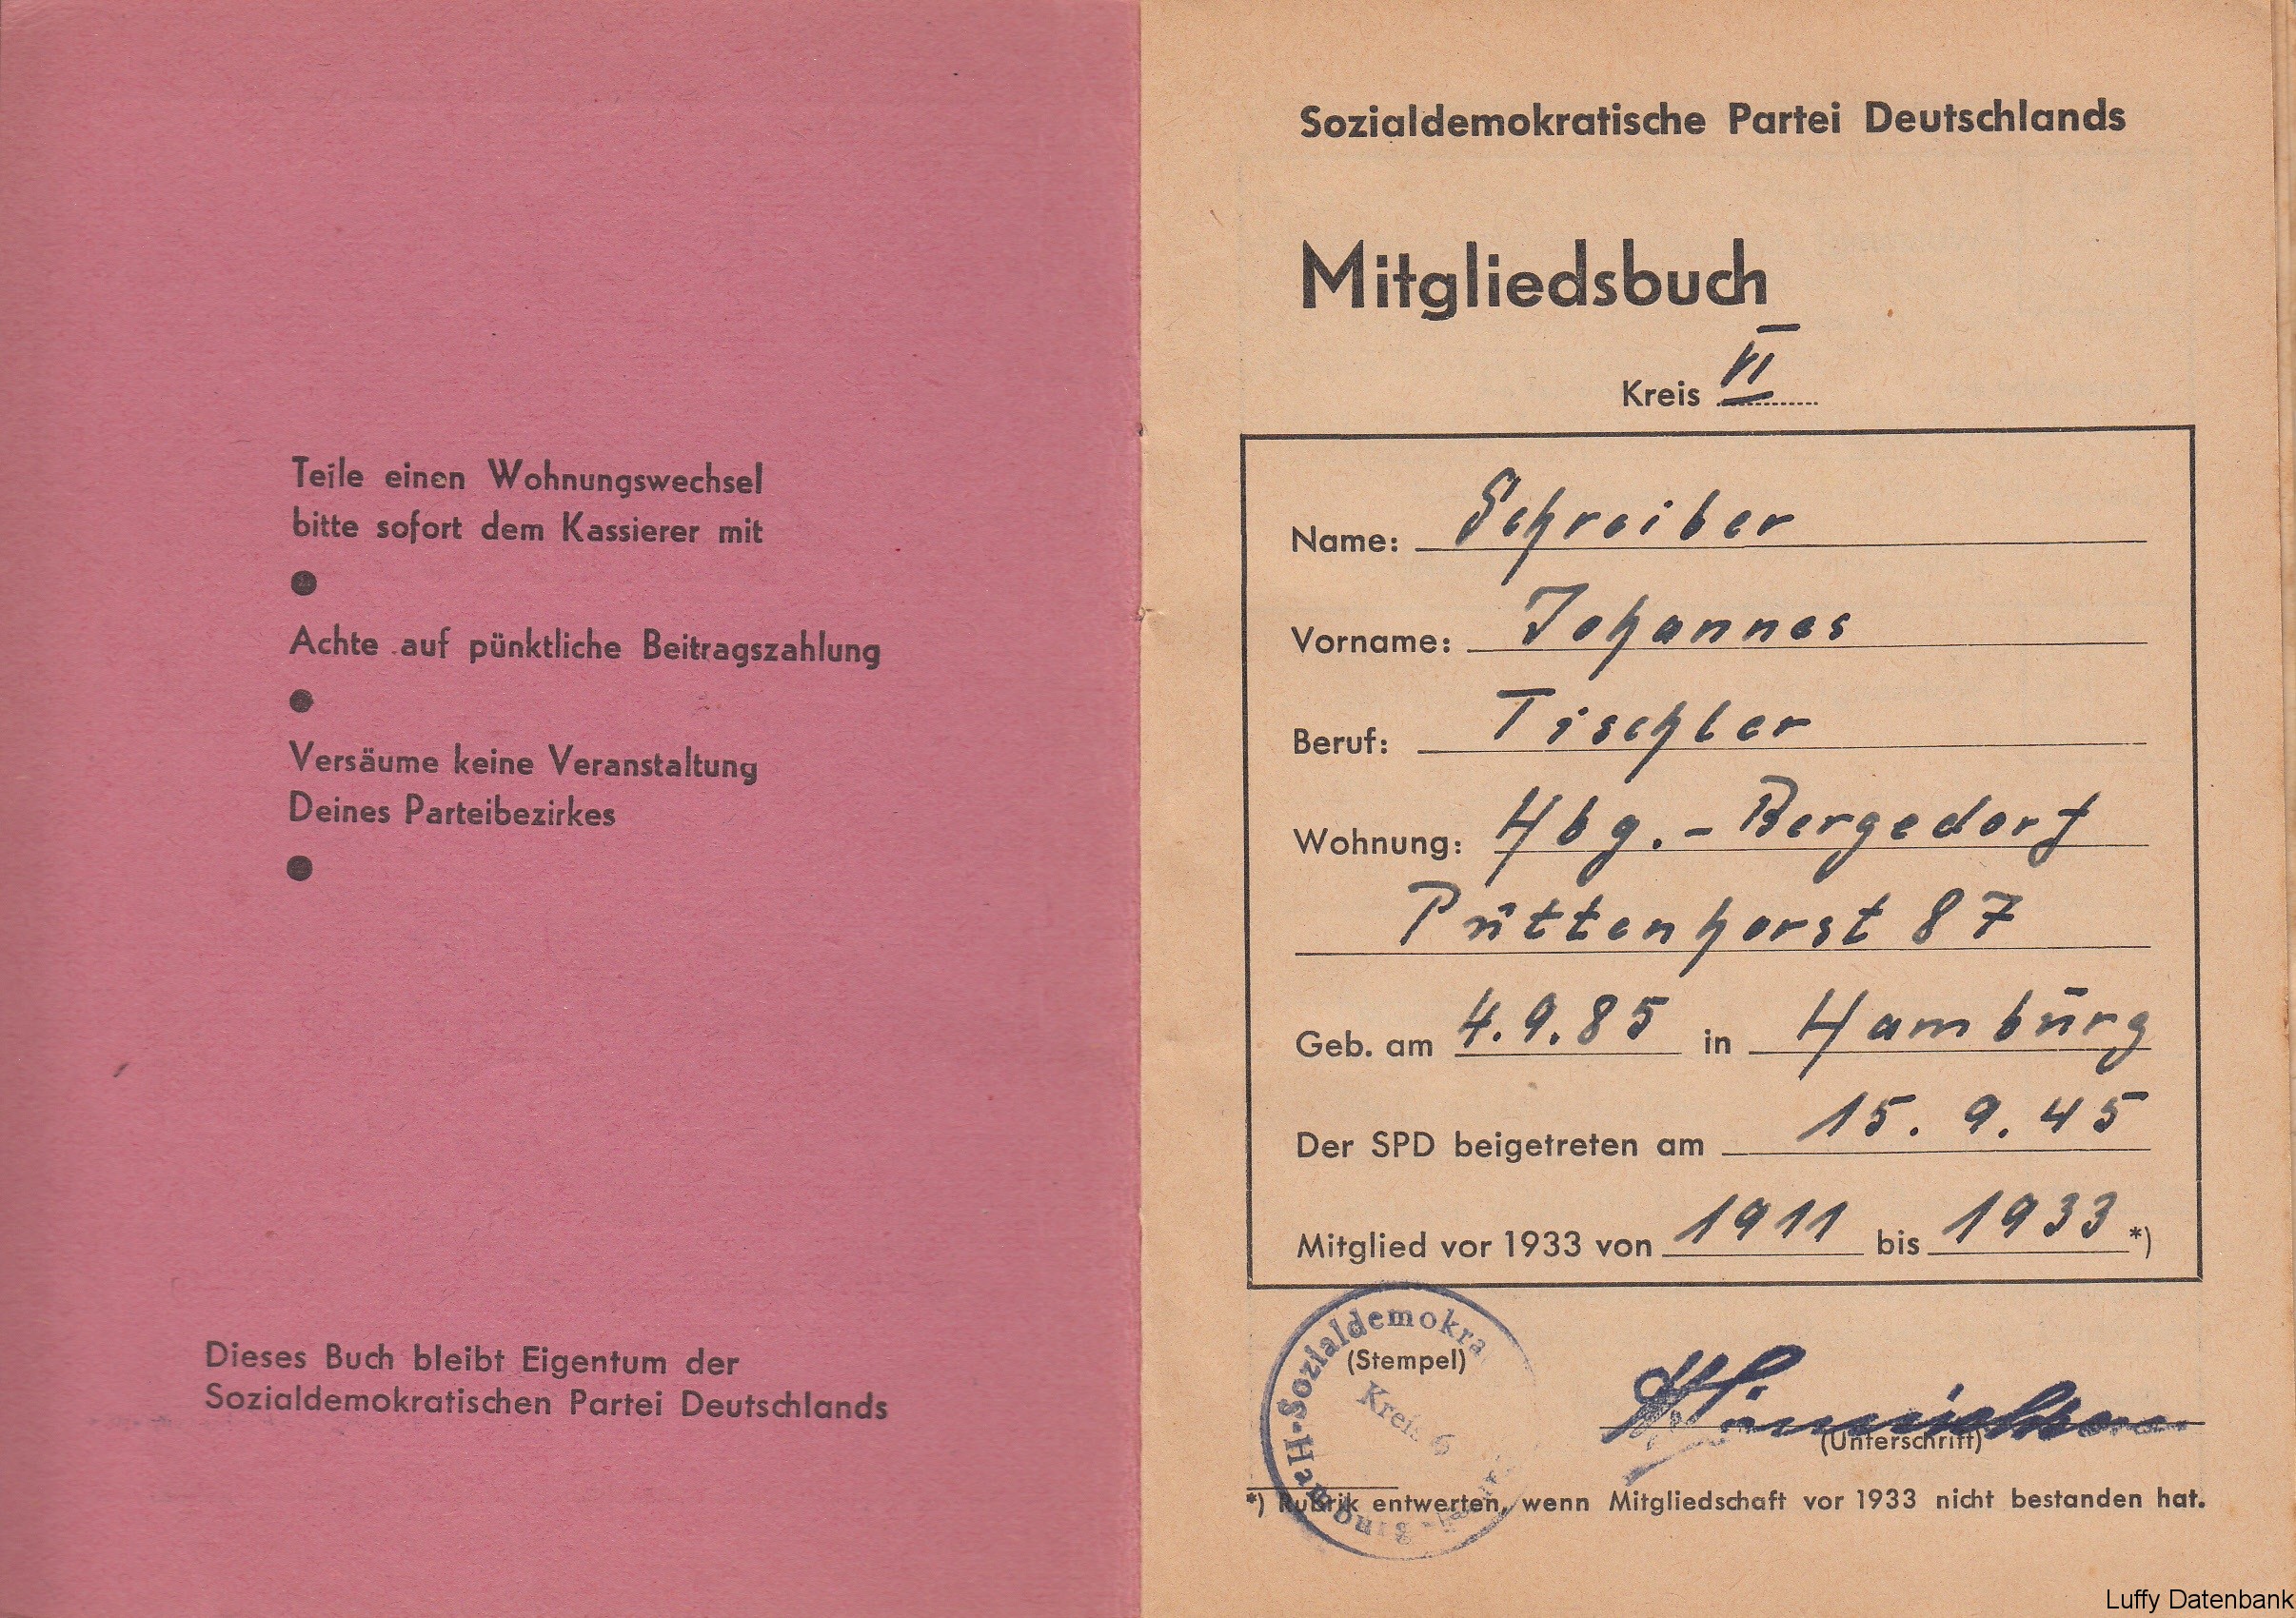 Teile einen Wohnungswechsel
bitte sofort dem Kassierer mit
Achte auf pünktliche Beitragszahlung
Versäume keine Veranstaltung
Deines Parteibezirkes
Dieses Buch bleibt Eigentum der
Sozialdemokratischen Partei Deutschlands
Sozialdemokratische Partei Deutschlands
Mitgliedsbuch
Kreis VI
Name: Schreiber
Vorname: Johannes
Beruf: Tischler
Wohnung: Hbg.-Bergedorf
Püttenhorst 87
Geb. am 4.9.85 in Hamburg
Der SPD beigetreten am 15.9.45
Mitglied vor 1933 von 1911 bis 1933 *)
Sozialdemokra
(Stempel)
Kreis 6
Hamburg
(Unterschrift)
*) Rubrik entwerten, wenn Mitgliedschaft vor 1933 nicht bestanden hat.
Luffy Datenbank